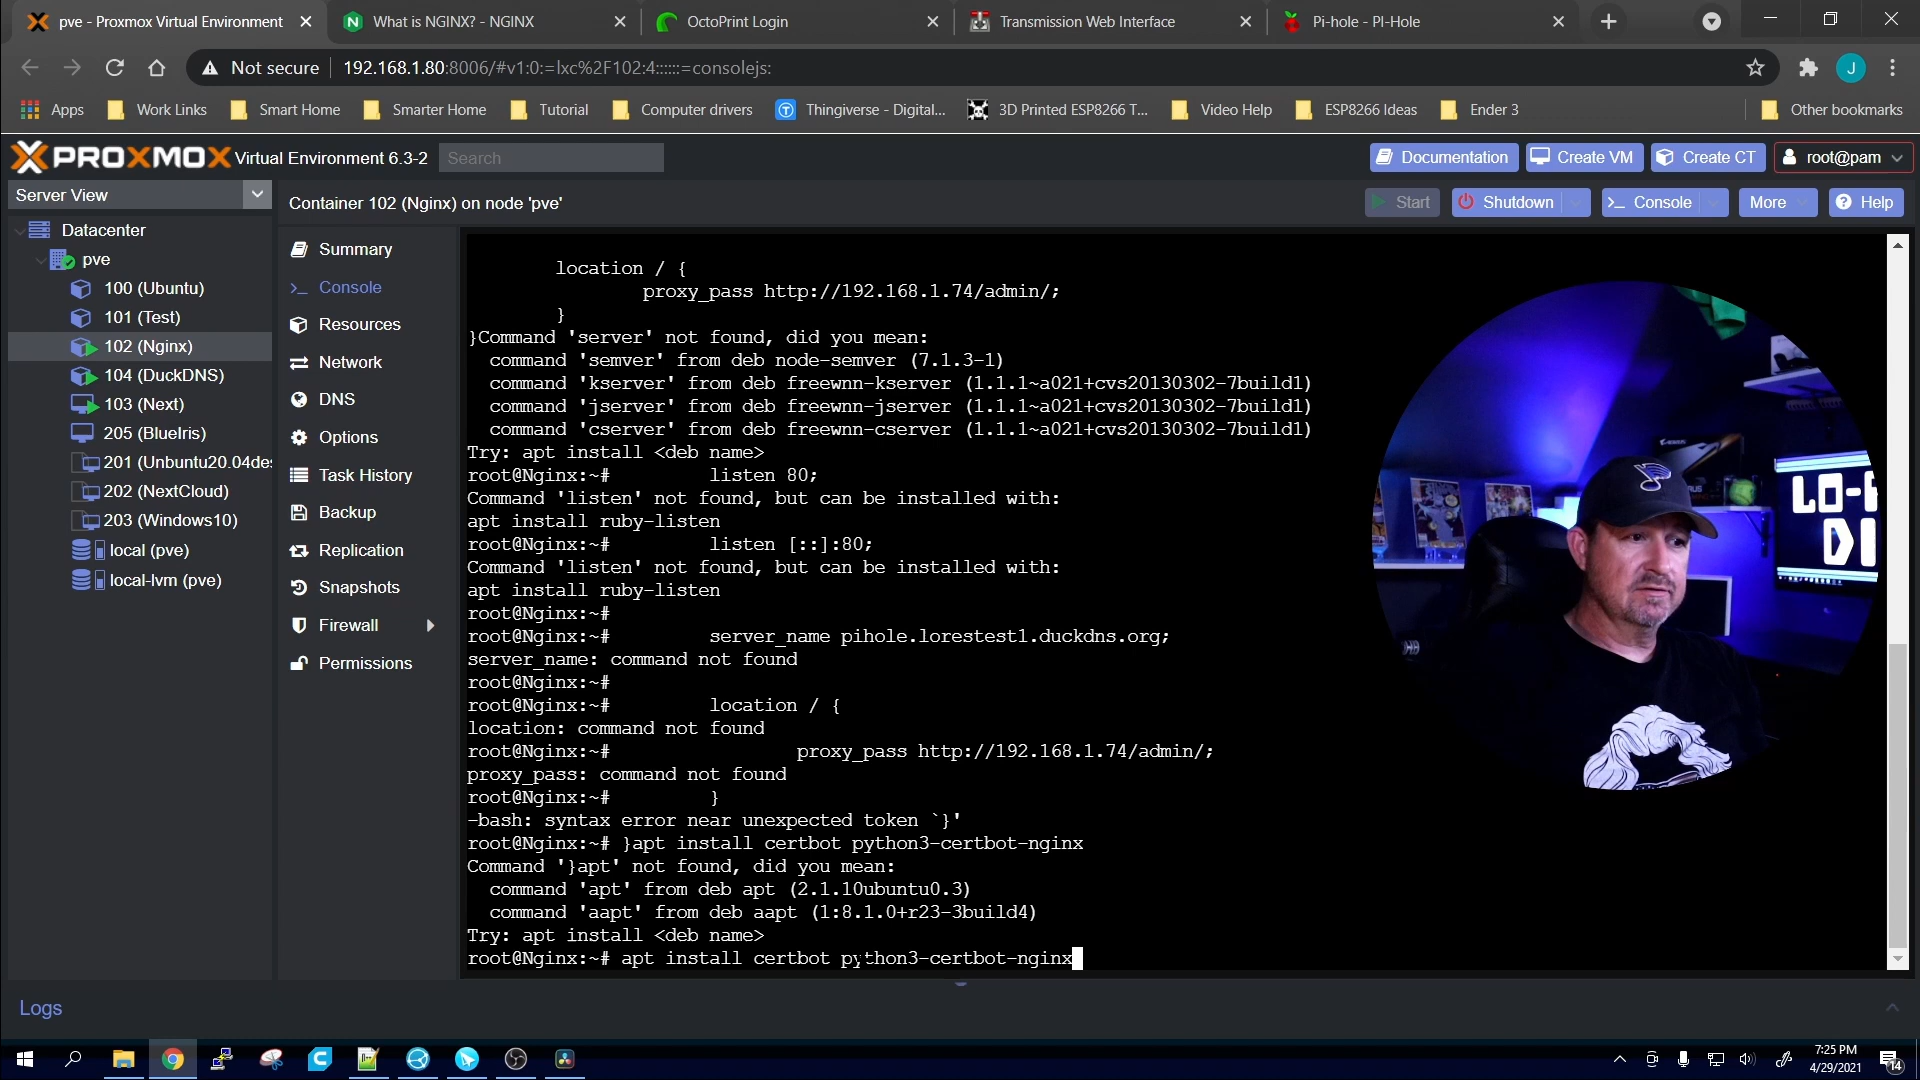 pve - Proxmox Virtual Environment
What is NGINX? - NGINX
OctoPrint Login
Transmission Web Interface
Pi-hole - PI-Hole
Not secure
192.168.1.80:8006/#v1:0:=lxc%2F102:4::::::=consolejs:
J
Apps
Work Links
Smart Home
Smarter Home
Tutorial
Computer drivers
Thingiverse - Digital...
3D Printed ESP8266 T...
Video Help
ESP8266 Ideas
Ender 3
Other bookmarks
PROXMOX Virtual Environment 6.3-2
Search
Documentation
Create VM
Create CT
root@pam
Server View
Container 102 (Nginx) on node 'pve'
Start
Shutdown
Console
More
Help
Datacenter
pve
100 (Ubuntu)
101 (Test)
102 (Nginx)
104 (DuckDNS)
103 (Next)
205 (BlueIris)
201 (Unbuntu20.04des
202 (NextCloud)
203 (Windows10)
local (pve)
local-lvm (pve)
Summary
Console
Resources
Network
DNS
Options
Task History
Backup
Replication
Snapshots
Firewall
Permissions
location / {
proxy_pass http://192.168.1.74/admin/;
}
}Command 'server' not found, did you mean:
command 'semver' from deb node-semver (7.1.3-1)
command 'kserver' from deb freewnn-kserver (1.1.1~a021+cvs20130302-7build1)
command 'jserver' from deb freewnn-jserver (1.1.1~a021+cvs20130302-7build1)
command 'cserver' from deb freewnn-cserver (1.1.1~a021+cvs20130302-7build1)
Try: apt install <deb name>
root@Nginx:~# listen 80;
Command 'listen' not found, but can be installed with:
apt install ruby-listen
root@Nginx:~# listen [::]:80;
Command 'listen' not found, but can be installed with:
apt install ruby-listen
root@Nginx:~#
root@Nginx:~# server_name pihole.lorestest1.duckdns.org;
server_name: command not found
root@Nginx:~#
root@Nginx:~# location / {
location: command not found
root@Nginx:~# proxy_pass http://192.168.1.74/admin/;
proxy_pass: command not found
root@Nginx:~# }
-bash: syntax error near unexpected token `}'
root@Nginx:~# }apt install certbot python3-certbot-nginx
Command '}apt' not found, did you mean:
command 'apt' from deb apt (2.1.10ubuntu0.3)
command 'aapt' from deb aapt (1:8.1.0+r23-3build4)
Try: apt install <deb name>
root@Nginx:~# apt install certbot python3-certbot-nginx
LO-
DI
Logs
7:25 PM
4/29/2021
14